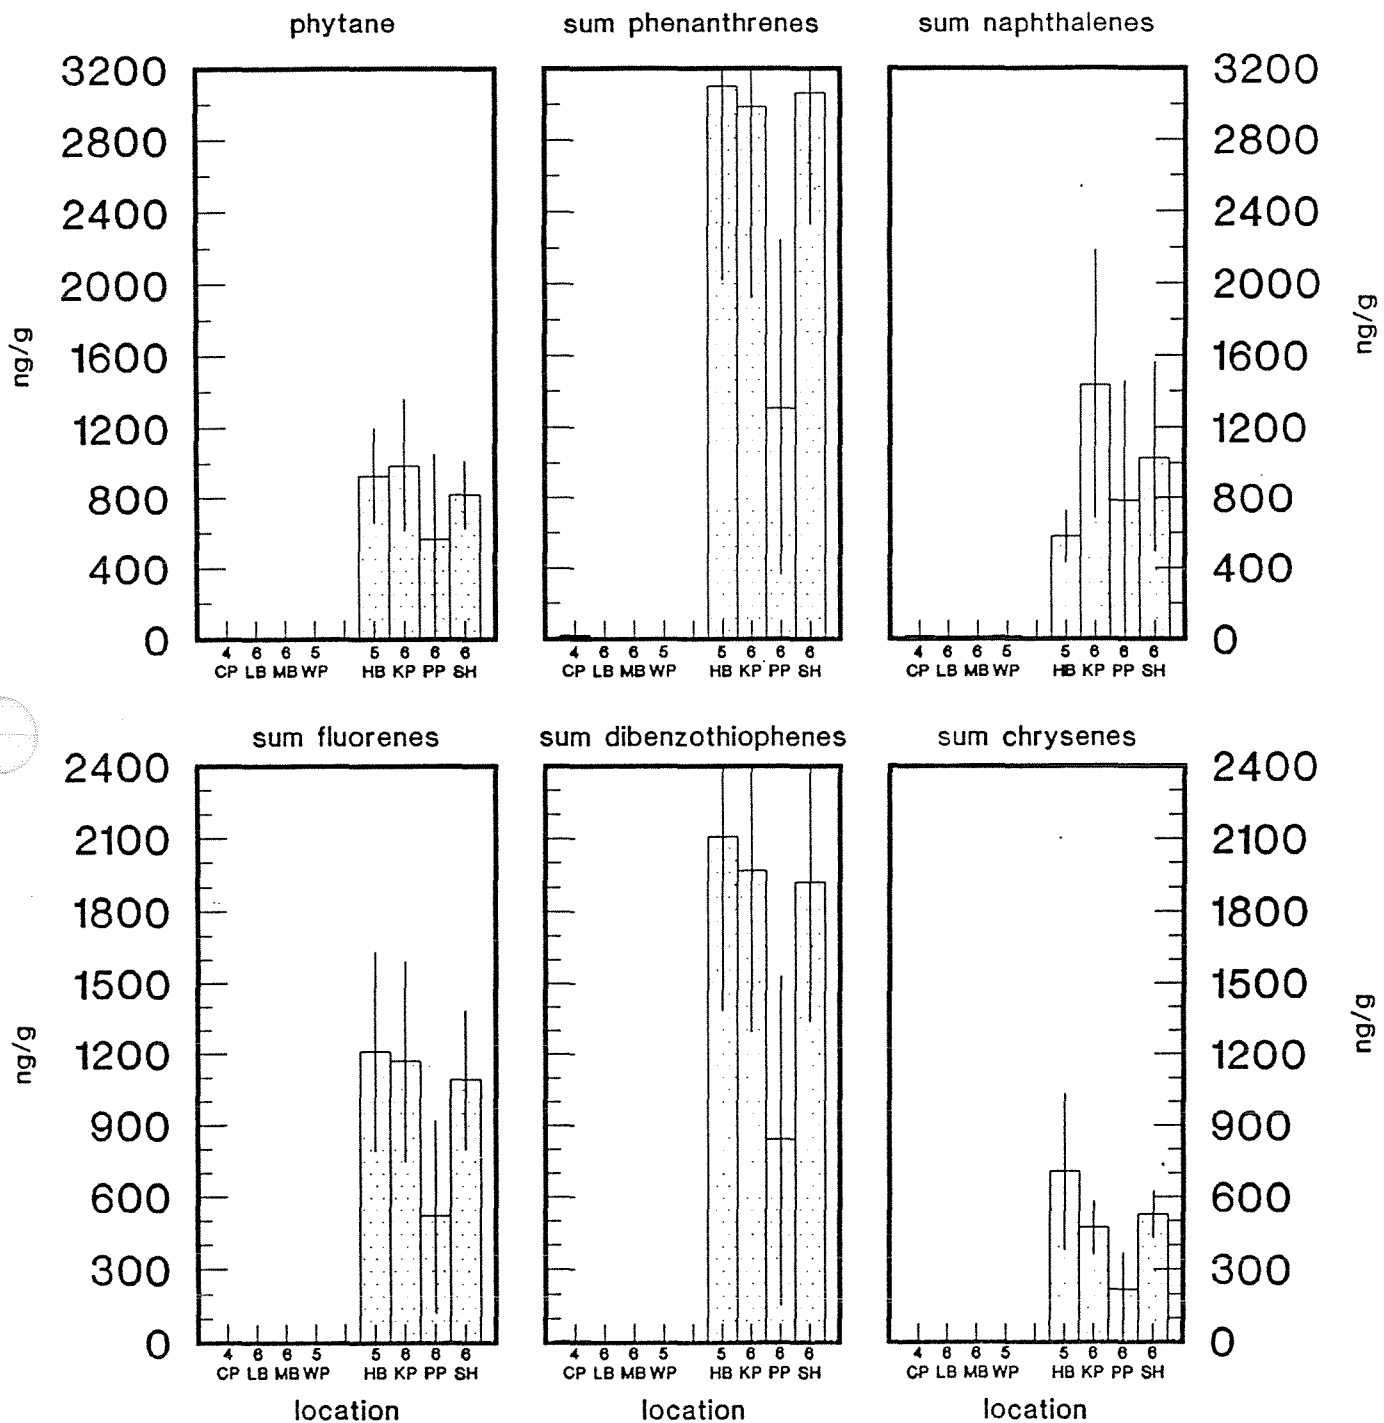 phytane sum phenanthrenes sum naphthalenes
3200 3200
2800 2800
2400 2400
2000 2000
ng/g ng/g
1600 1600
1200 1200
800 800
400 400
0 0
4 6 6 5 5 6 6 6 4 6 6 5 5 6 6 6 4 6 6 5 5 6 6 6
CP LB MB WP HB KP PP SH CP LB MB WP HB KP PP SH CP LB MB WP HB KP PP SH
sum fluorenes sum dibenzothiophenes sum chrysenes
2400 2400
2100 2100
1800 1800
1500 1500
ng/g ng/g
1200 1200
900 900
600 600
300 300
0 0
4 6 6 5 5 6 6 6 4 6 6 5 5 6 6 6 4 6 6 5 5 6 6 6
CP LB MB WP HB KP PP SH CP LB MB WP HB KP PP SH CP LB MB WP HB KP PP SH
location location location